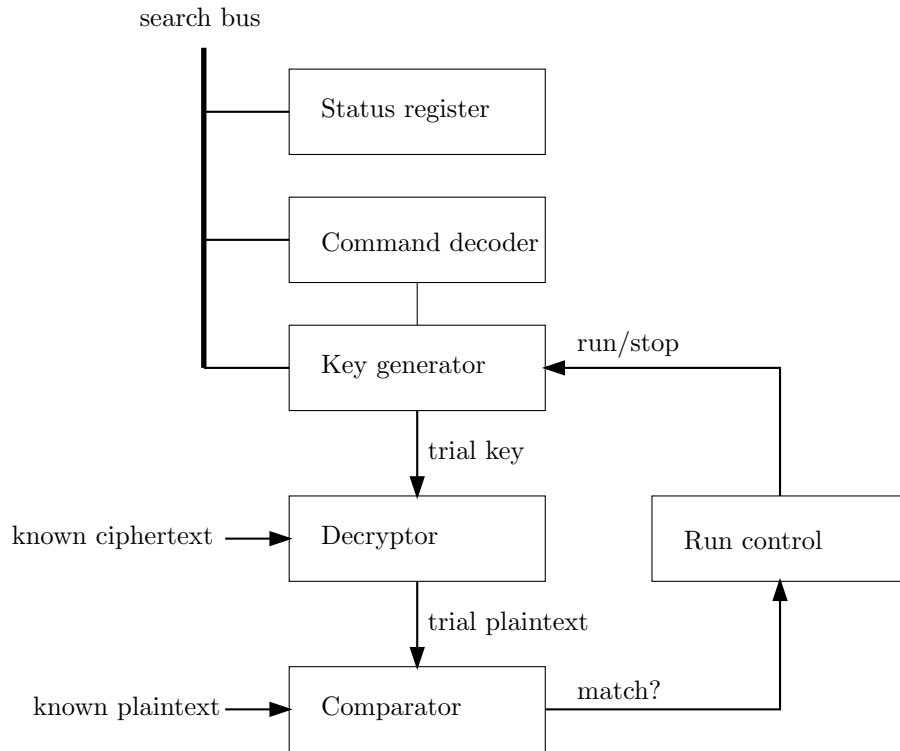 search bus
Status register
Command decoder
run/stop
Key generator
trial key
known ciphertext
Decryptor
Run control
trial plaintext
match?
known plaintext
Comparator